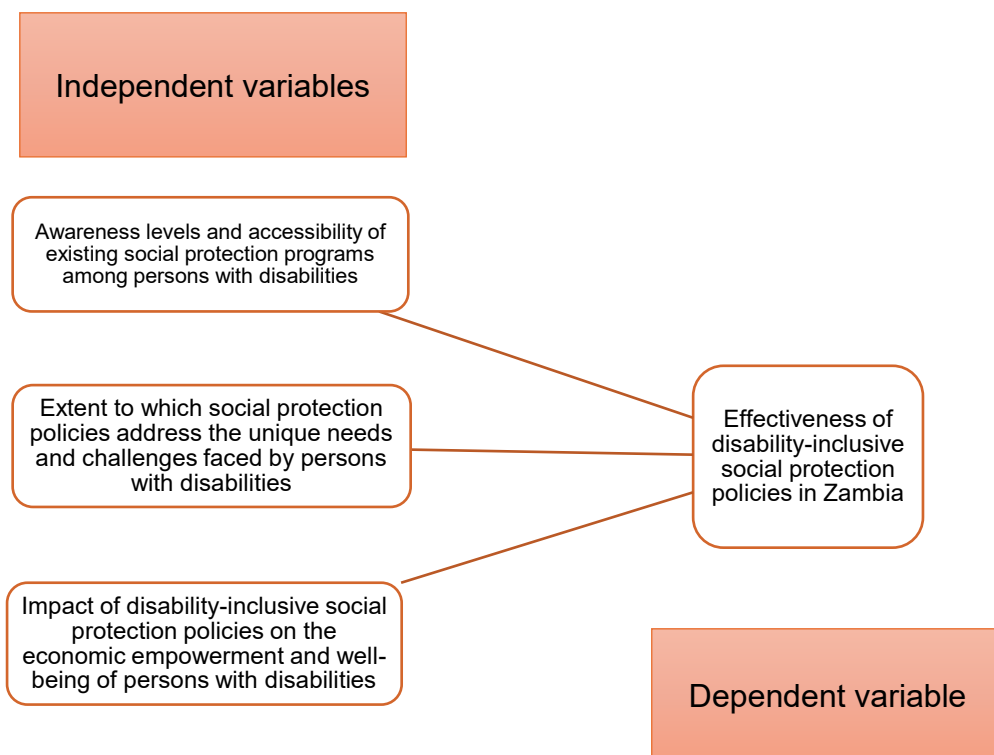 Independent variables
Awareness levels and accessibility of
existing social protection programs
among persons with disabilities
Extent to which social protection
policies address the unique needs
and challenges faced by persons
with disabilities
Impact of disability-inclusive social
protection policies on the
economic empowerment and well-
being of persons with disabilities
Effectiveness of
disability-inclusive
social protection
policies in Zambia
Dependent variable